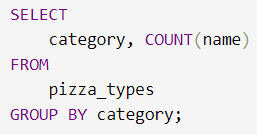 SELECT
    category, COUNT(name)
FROM
    pizza_types
GROUP BY category;